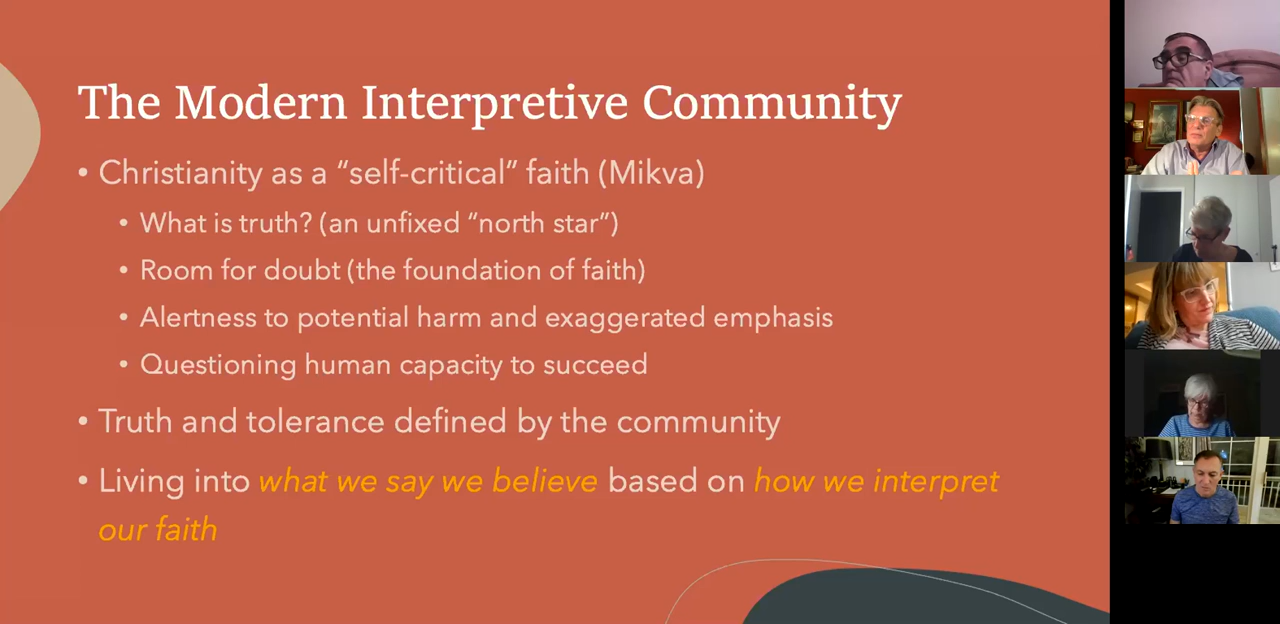 The Modern Interpretive Community
• Christianity as a “self-critical” faith (Mikva)
• What is truth? (an unfixed “north star”)
• Room for doubt (the foundation of faith)
• Alertness to potential harm and exaggerated emphasis
• Questioning human capacity to succeed
• Truth and tolerance defined by the community
• Living into what we say we believe based on how we interpret
our faith